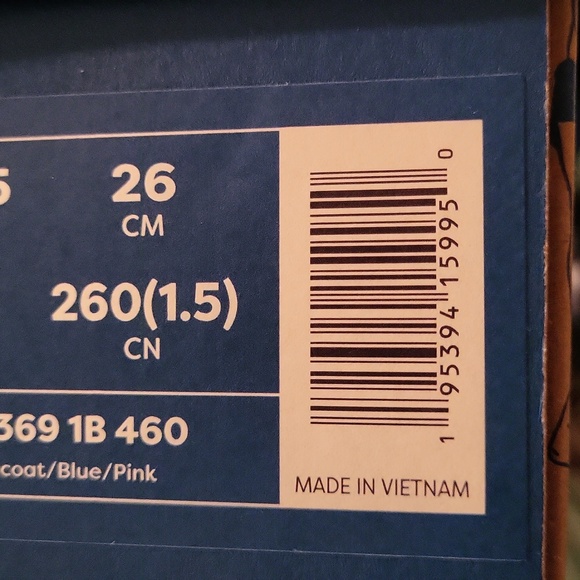 5 26
CM
260(1.5)
CN
369 1B 460
coat/Blue/Pink
1 95394 15995 0
MADE IN VIETNAM